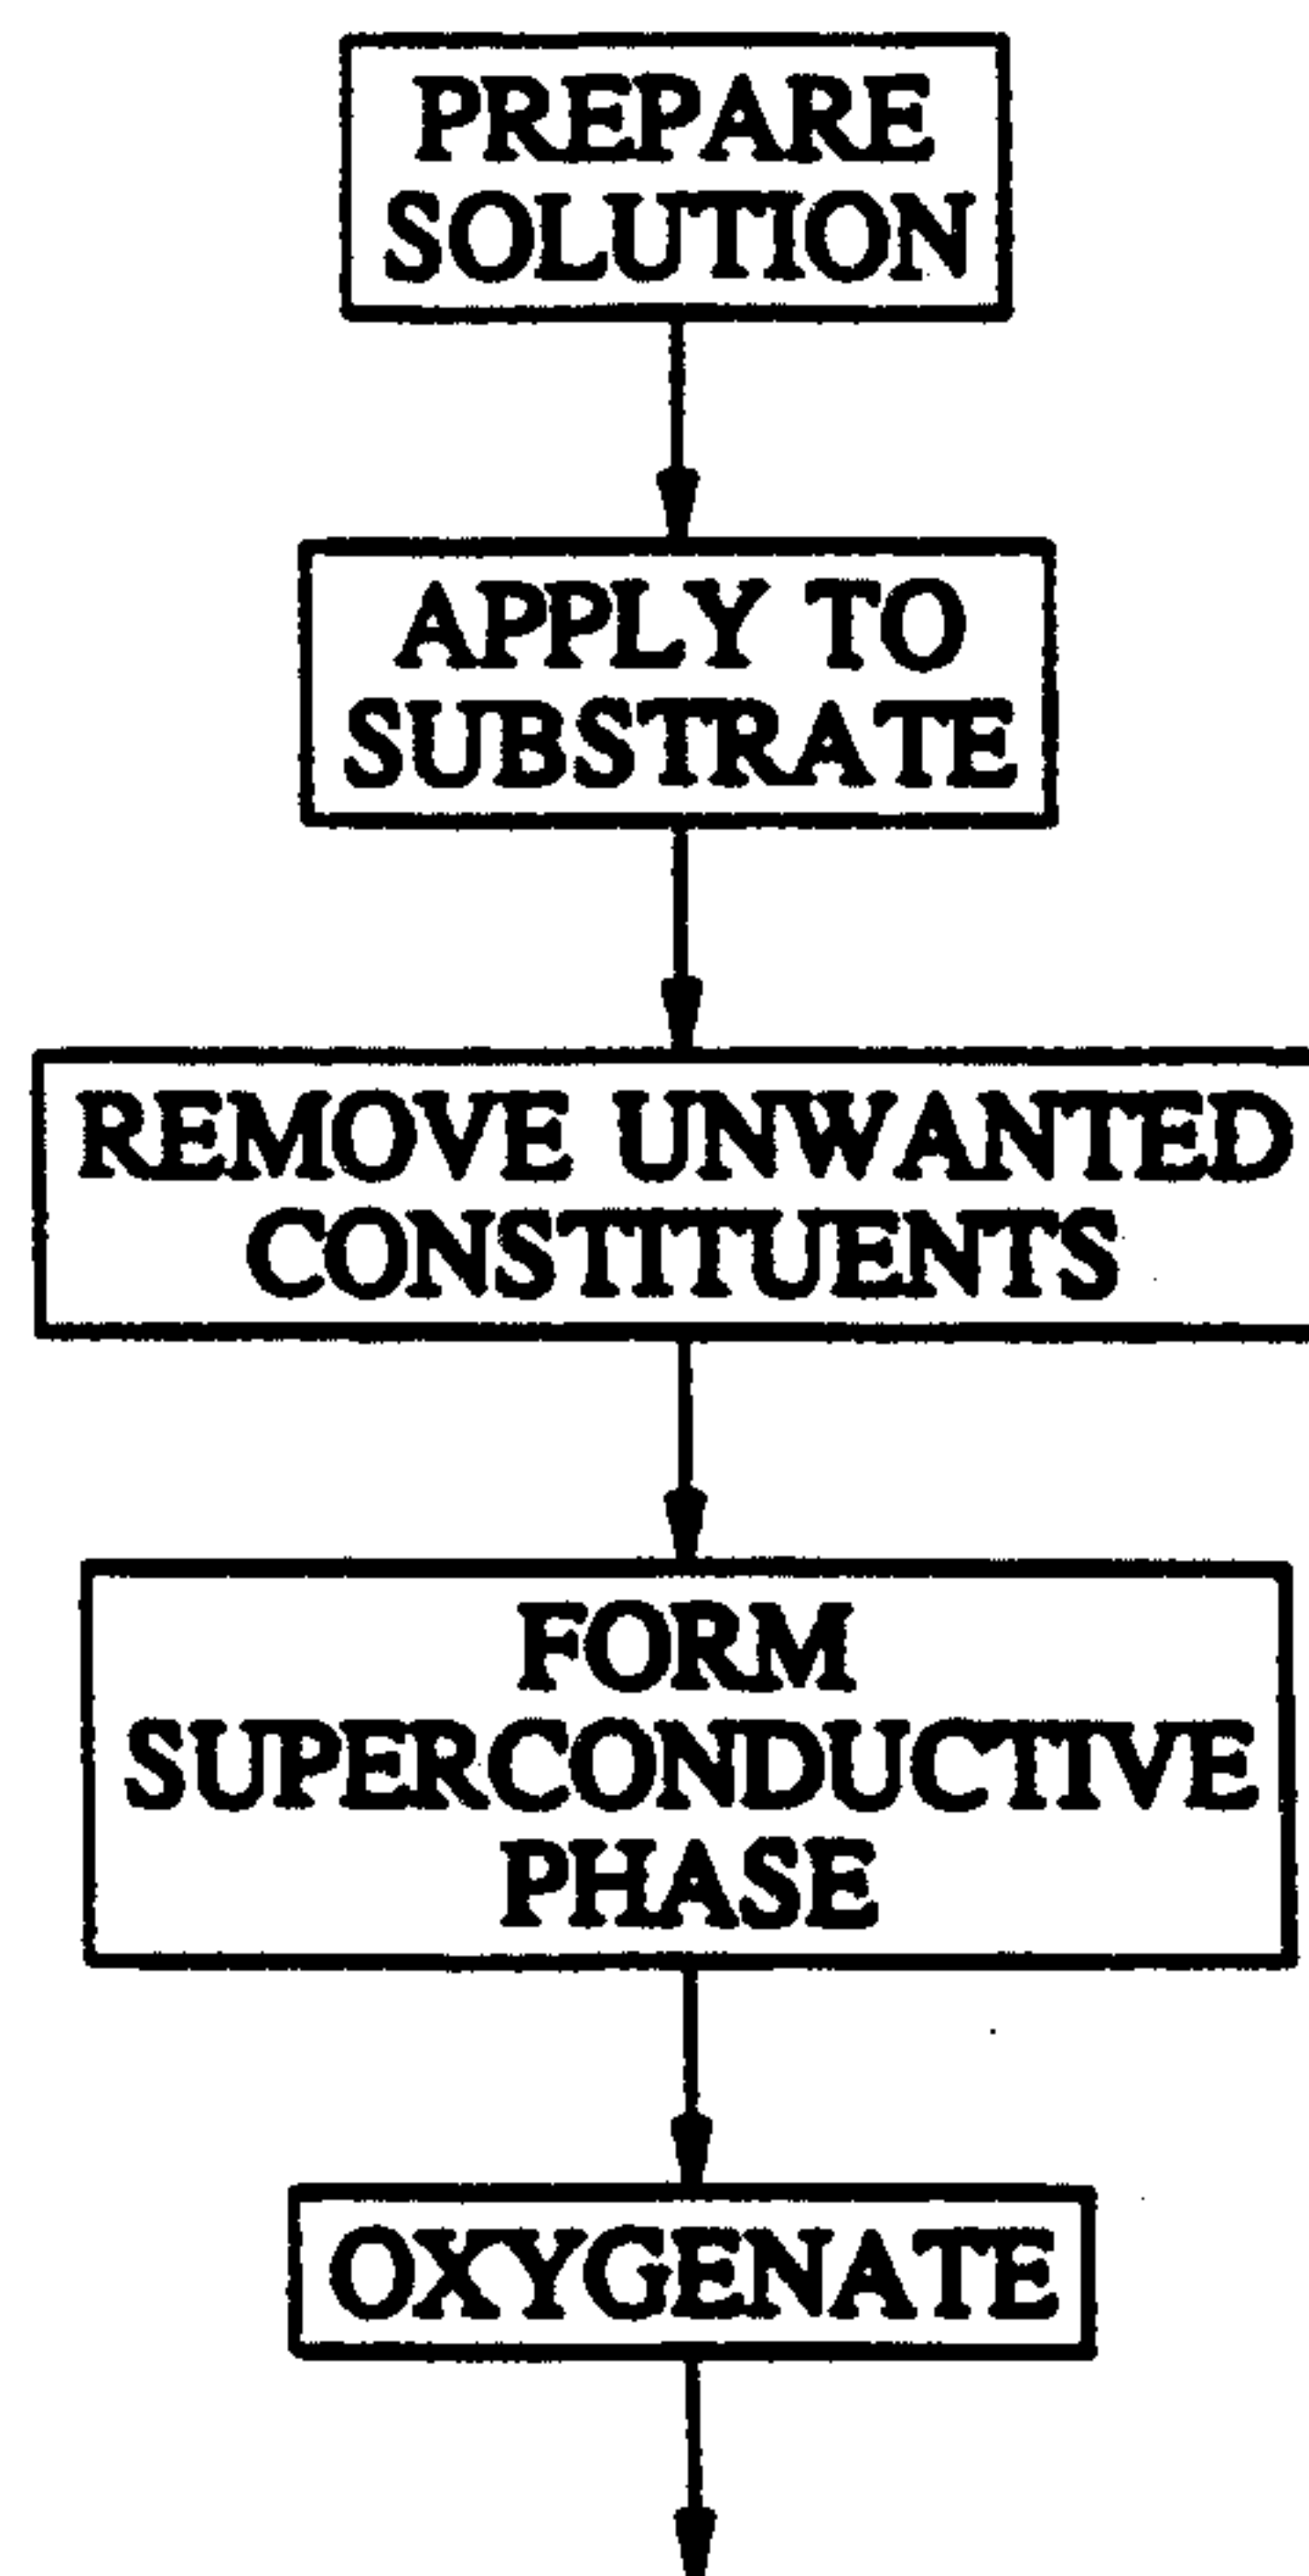 PREPARE
SOLUTION
APPLY TO
SUBSTRATE
REMOVE UNWANTED
CONSTITUENTS
FORM
SUPERCONDUCTIVE
PHASE
OXYGENATE